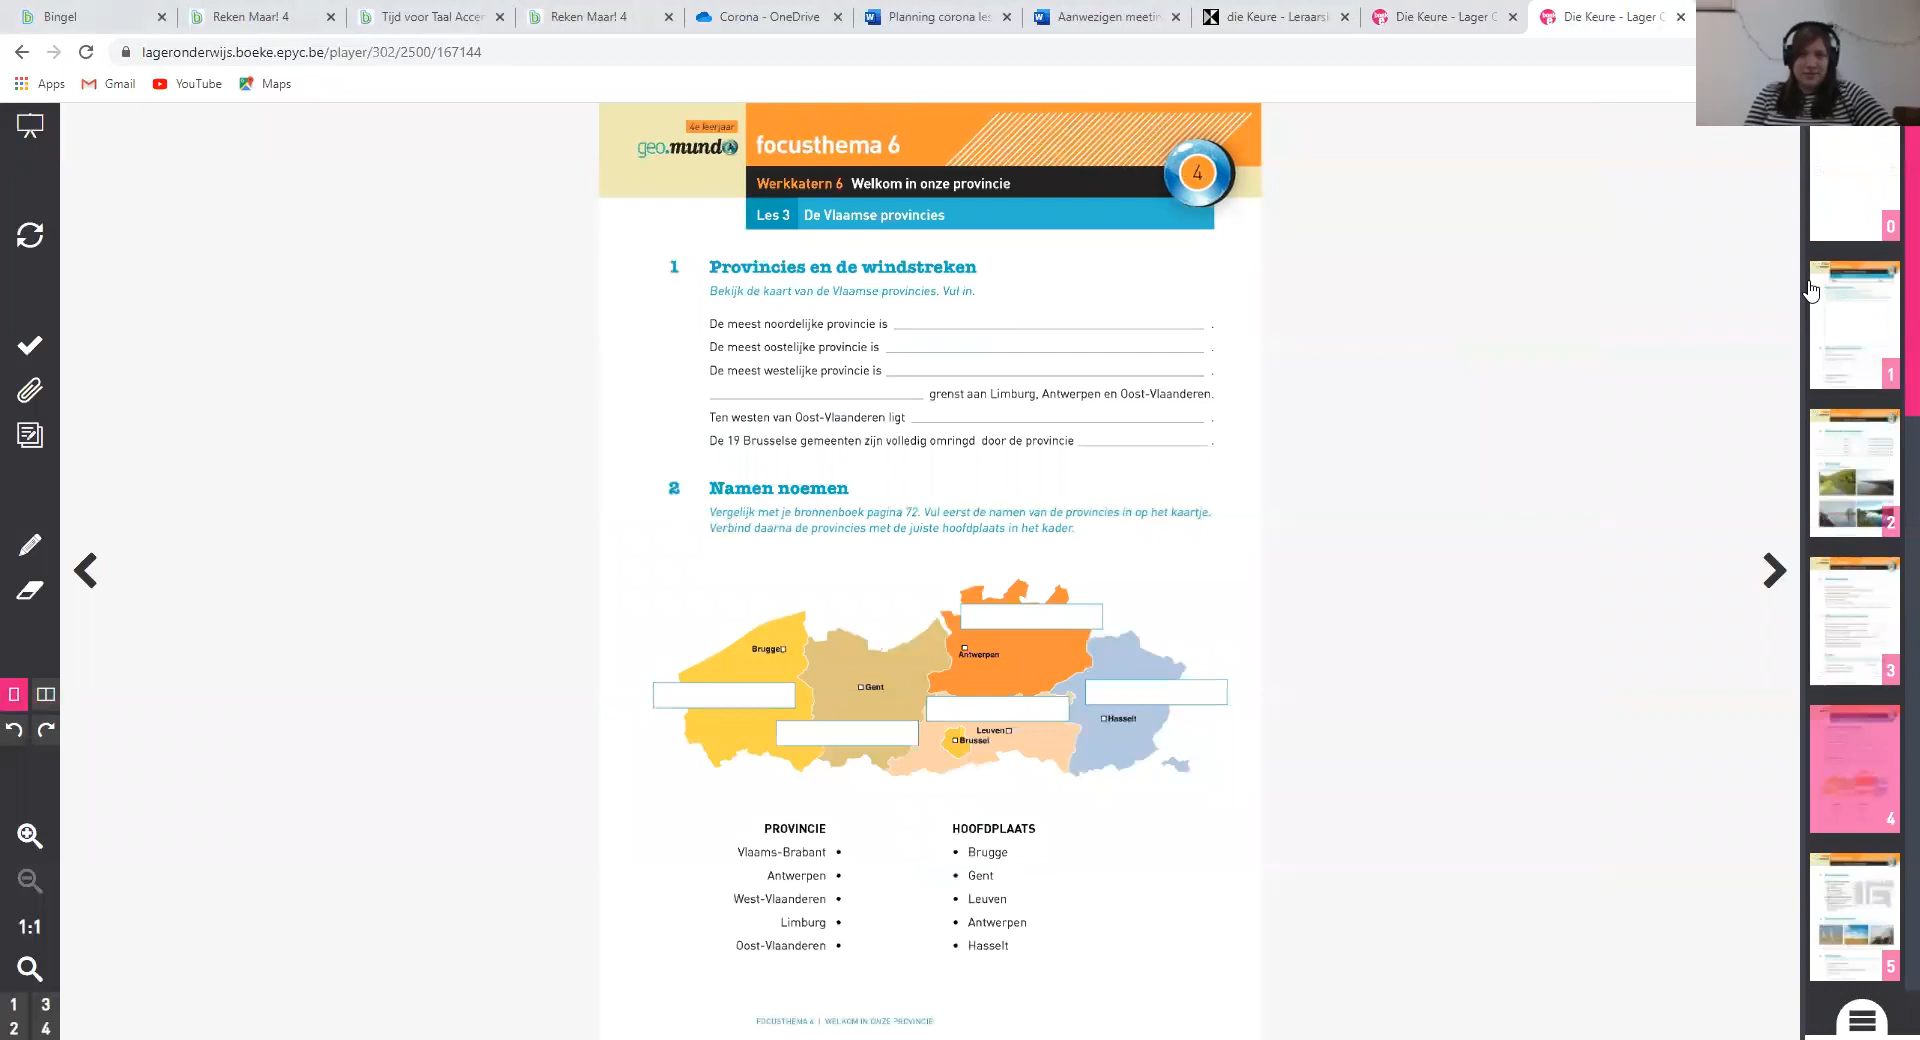 Bingel
Reken Maar! 4
Tijd voor Taal Accer
Reken Maar! 4
Corona - OneDrive
Planning corona les
Aanwezigen meetin
die Keure - Leraarsk
Die Keure - Lager O
Die Keure - Lager O
lageronderwijs.boeke.epyc.be/player/302/2500/167144
Apps
Gmail
YouTube
Maps
4e leerjaar
geo.mundo
focusthema 6
Werkkatern 6 Welkom in onze provincie
4
Les 3 De Vlaamse provincies
1 Provincies en de windstreken
Bekijk de kaart van de Vlaamse provincies. Vul in.
De meest noordelijke provincie is .
De meest oostelijke provincie is .
De meest westelijke provincie is .
grenst aan Limburg, Antwerpen en Oost-Vlaanderen.
Ten westen van Oost-Vlaanderen ligt .
De 19 Brusselse gemeenten zijn volledig omringd door de provincie .
2 Namen noemen
Vergelijk met je bronnenboek pagina 72. Vul eerst de namen van de provincies in op het kaartje.
Verbind daarna de provincies met de juiste hoofdplaats in het kader.
Brugge
Antwerpen
Gent
Hasselt
Leuven
Brussel
PROVINCIE HOOFDPLAATS
Vlaams-Brabant • • Brugge
Antwerpen • • Gent
West-Vlaanderen • • Leuven
Limburg • • Antwerpen
Oost-Vlaanderen • • Hasselt
FOCUSTHEMA 6 | WELKOM IN ONZE PROVINCIE
1:1
1 3
2 4
0
1
2
3
4
5